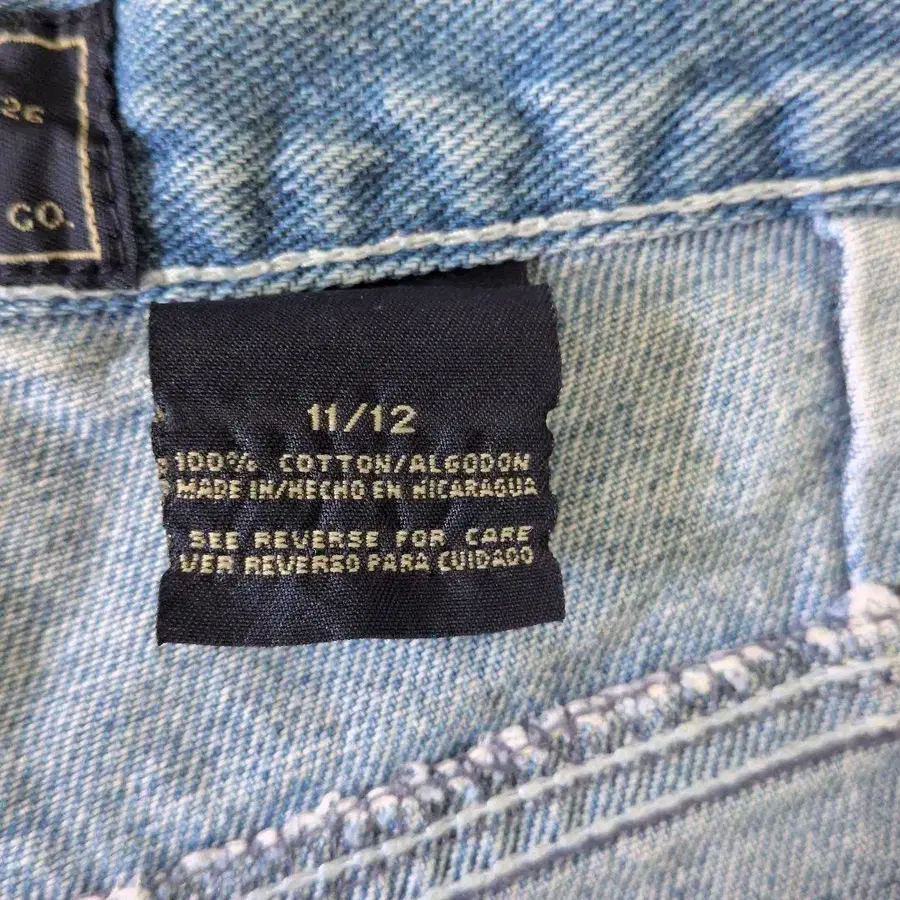 26
CO.
11/12
100% COTTON/ALGODON
MADE IN/HECHO EN NICARAGUA
SEE REVERSE FOR CARE
VER REVERSO PARA CUIDADO